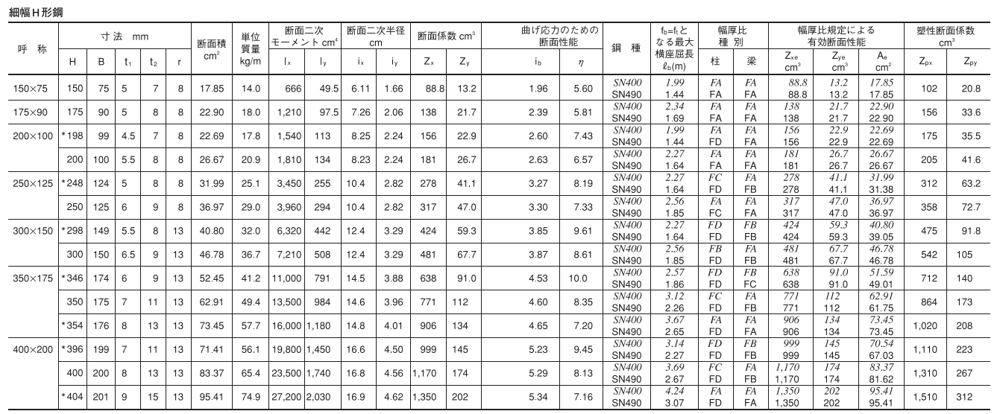 細幅H形鋼
呼 称 寸 法 mm 断面積 cm² 単位質量 kg/m 断面二次モーメント cm⁴ 断面二次半径 cm 断面係数 cm³ 曲げ応力のための断面性能 鋼 種 fb=ftとなる最大横座屈長 ℓb(m) 幅厚比種 別 幅厚比規定による有効断面性能 塑性断面係数 cm³
H B t₁ t₂ r Ix Iy ix iy Zx Zy ib η 柱 梁 Zxe cm³ Zye cm³ Ae cm² Zpx Zpy
150×75 150 75 5 7 8 17.85 14.0 666 49.5 6.11 1.66 88.8 13.2 1.96 5.60 SN400 1.99 FA FA 88.8 13.2 17.85 102 20.8
SN490 1.44 FA FA 88.8 13.2 17.85
175×90 175 90 5 8 8 22.90 18.0 1,210 97.5 7.26 2.06 138 21.7 2.39 5.81 SN400 2.34 FA FA 138 21.7 22.90 156 33.6
SN490 1.69 FA FA 138 21.7 22.90
200×100 *198 99 4.5 7 8 22.69 17.8 1,540 113 8.25 2.24 156 22.9 2.60 7.43 SN400 1.99 FA FA 156 22.9 22.69 175 35.5
SN490 1.44 FD FA 156 22.9 22.69
200 100 5.5 8 8 26.67 20.9 1,810 134 8.23 2.24 181 26.7 2.63 6.57 SN400 2.27 FA FA 181 26.7 26.67 205 41.6
SN490 1.64 FA FA 181 26.7 26.67
250×125 *248 124 5 8 8 31.99 25.1 3,450 255 10.4 2.82 278 41.1 3.27 8.19 SN400 2.27 FC FA 278 41.1 31.99 312 63.2
SN490 1.64 FD FB 278 41.1 31.38
250 125 6 9 8 36.97 29.0 3,960 294 10.4 2.82 317 47.0 3.30 7.33 SN400 2.56 FA FA 317 47.0 36.97 358 72.7
SN490 1.85 FC FA 317 47.0 36.97
300×150 *298 149 5.5 8 13 40.80 32.0 6,320 442 12.4 3.29 424 59.3 3.85 9.61 SN400 2.27 FD FB 424 59.3 40.80 475 91.8
SN490 1.64 FD FB 424 59.3 39.05
300 150 6.5 9 13 46.78 36.7 7,210 508 12.4 3.29 481 67.7 3.87 8.61 SN400 2.56 FB FA 481 67.7 46.78 542 105
SN490 1.85 FD FB 481 67.7 46.78
350×175 *346 174 6 9 13 52.45 41.2 11,000 791 14.5 3.88 638 91.0 4.53 10.0 SN400 2.57 FD FB 638 91.0 51.59 712 140
SN490 1.86 FD FC 638 91.0 49.01
350 175 7 11 13 62.91 49.4 13,500 984 14.6 3.96 771 112 4.60 8.35 SN400 3.12 FC FA 771 112 62.91 864 173
SN490 2.26 FD FB 771 112 61.75
*354 176 8 13 13 73.45 57.7 16,000 1,180 14.8 4.01 906 134 4.65 7.20 SN400 3.67 FA FA 906 134 73.45 1,020 208
SN490 2.65 FD FA 906 134 73.45
400×200 *396 199 7 11 13 71.41 56.1 19,800 1,450 16.6 4.50 999 145 5.23 9.45 SN400 3.14 FD FB 999 145 70.54 1,110 223
SN490 2.27 FD FB 999 145 67.03
400 200 8 13 13 83.37 65.4 23,500 1,740 16.8 4.56 1,170 174 5.29 8.13 SN400 3.69 FC FA 1,170 174 83.37 1,310 267
SN490 2.67 FD FB 1,170 174 81.62
*404 201 9 15 13 95.41 74.9 27,200 2,030 16.9 4.62 1,350 202 5.34 7.16 SN400 4.24 FA FA 1,350 202 95.41 1,510 312
SN490 3.07 FD FA 1,350 202 95.41